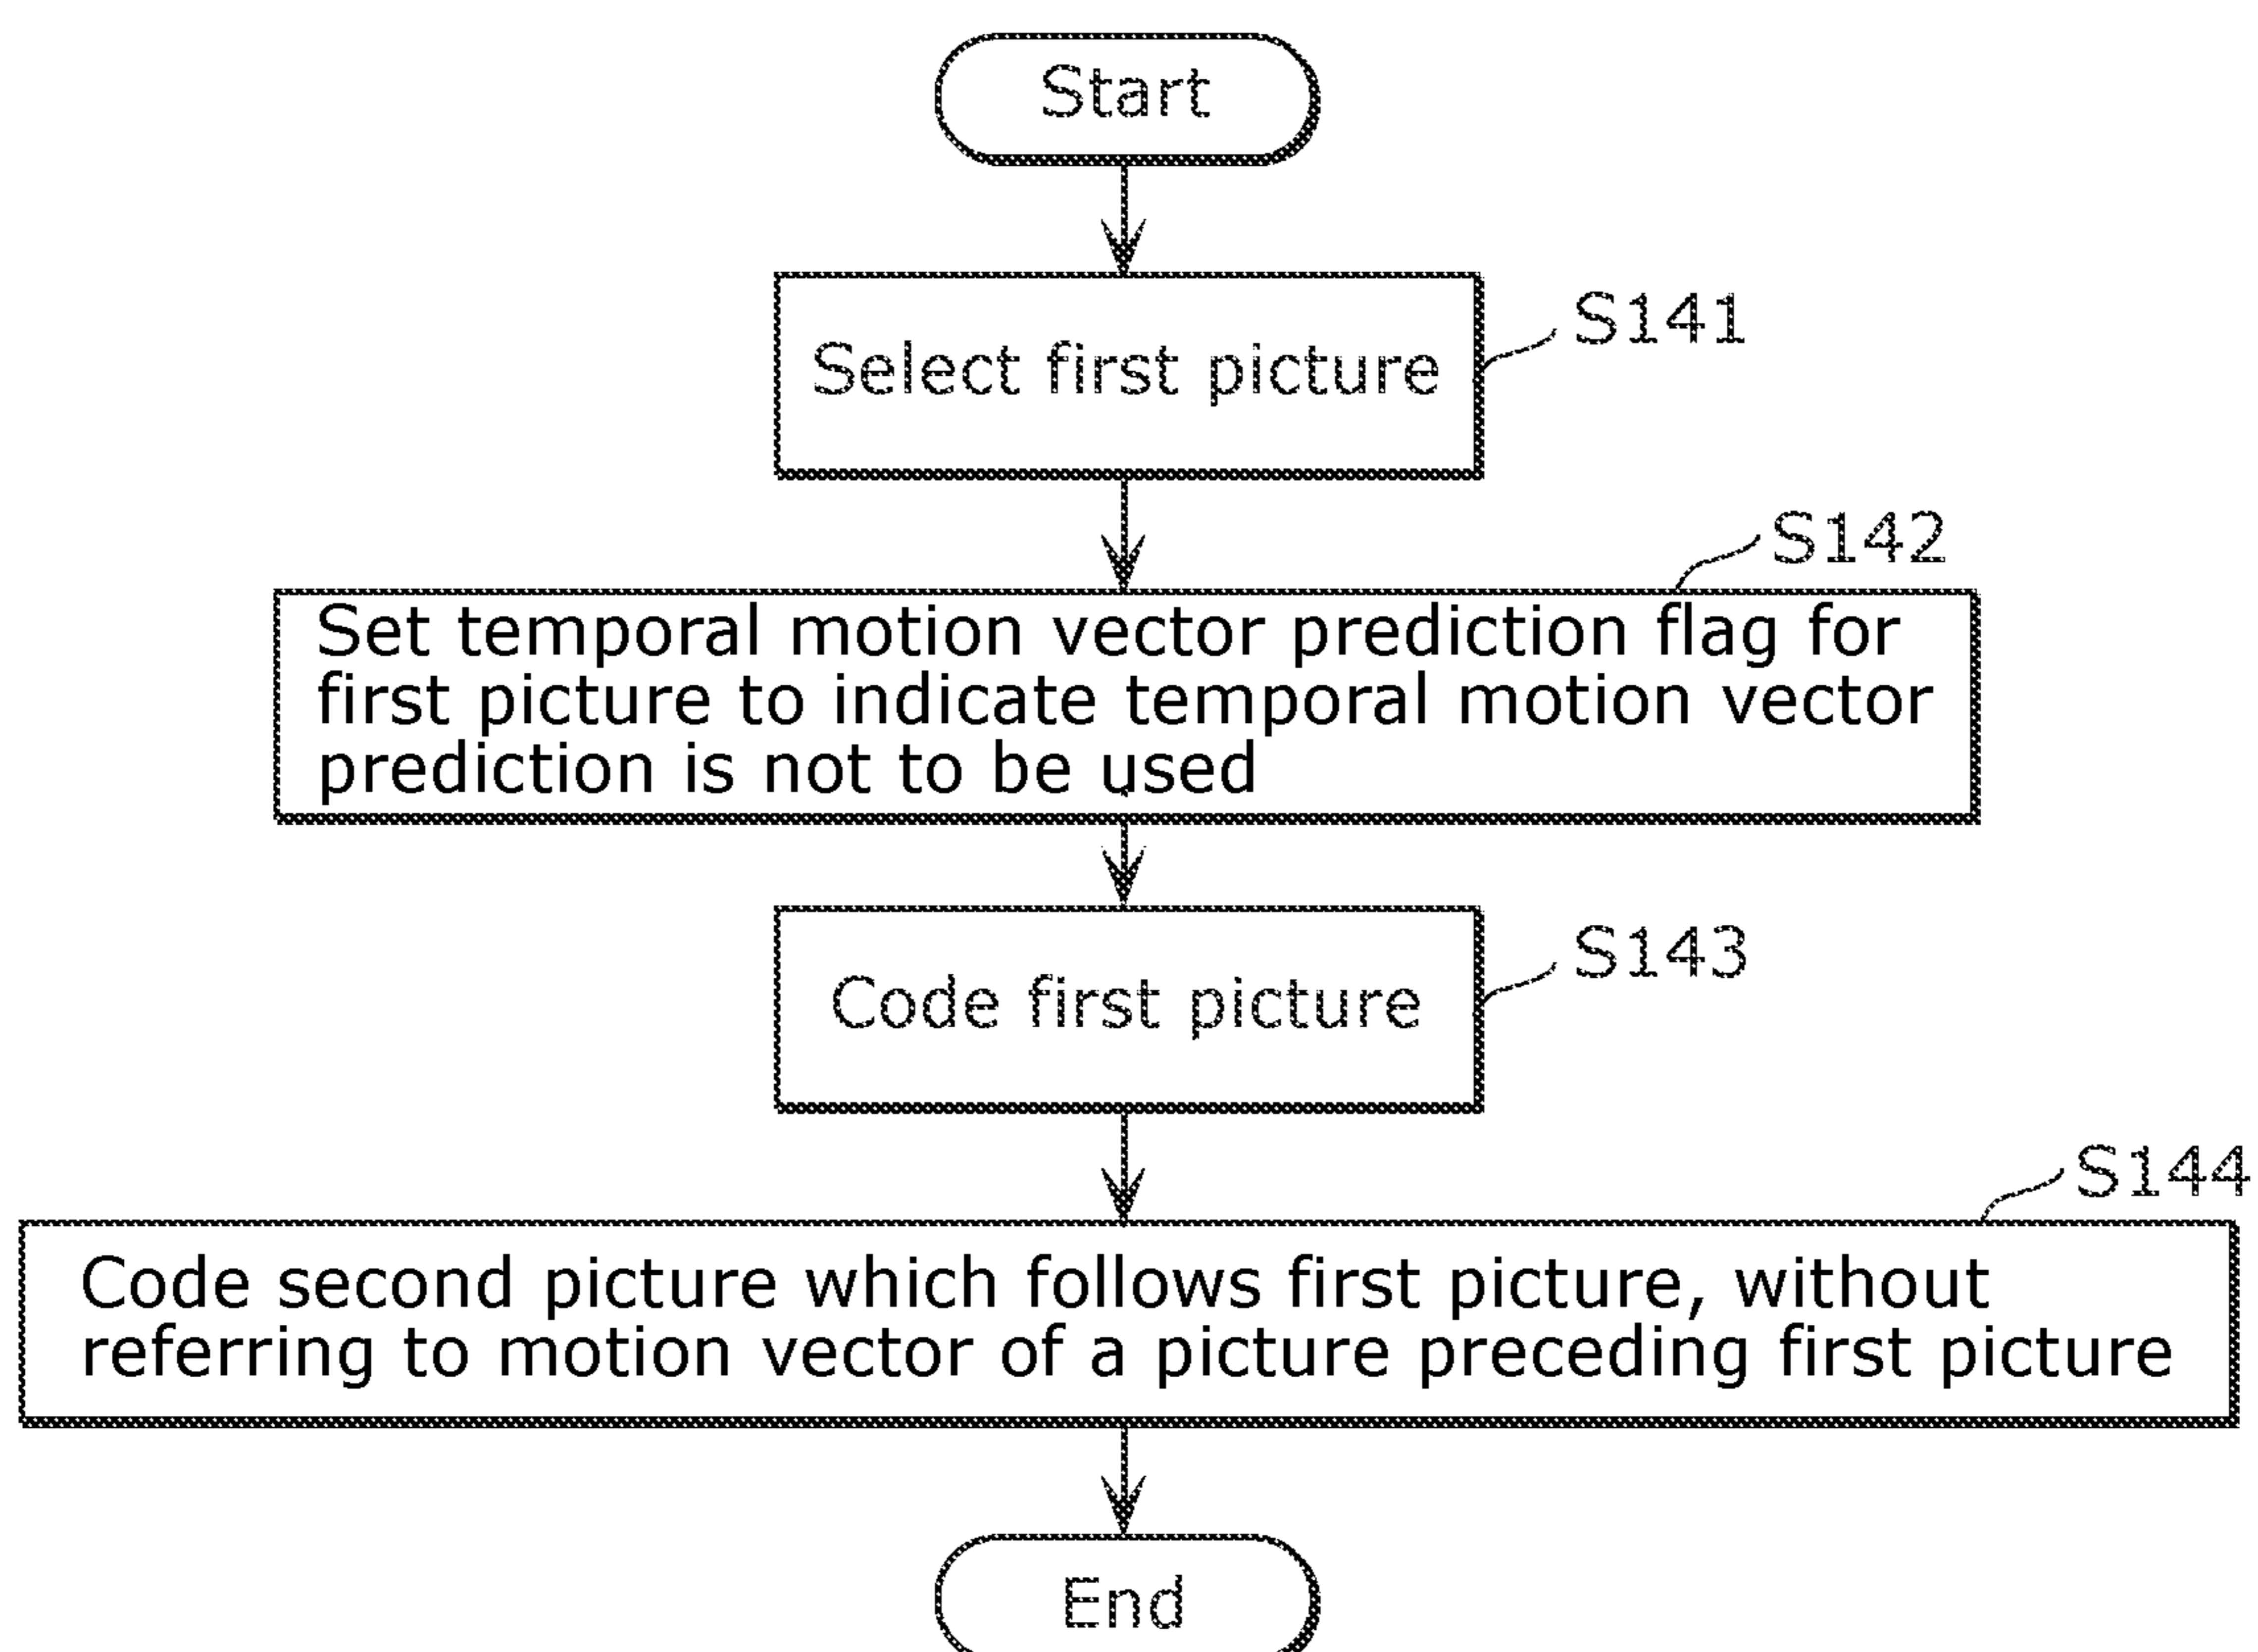 Start
Select first picture
S141
S142
Set temporal motion vector prediction flag for
first picture to indicate temporal motion vector
prediction is not to be used
Code first picture
S143
S144
Code second picture which follows first picture, without
referring to motion vector of a picture preceding first picture
End